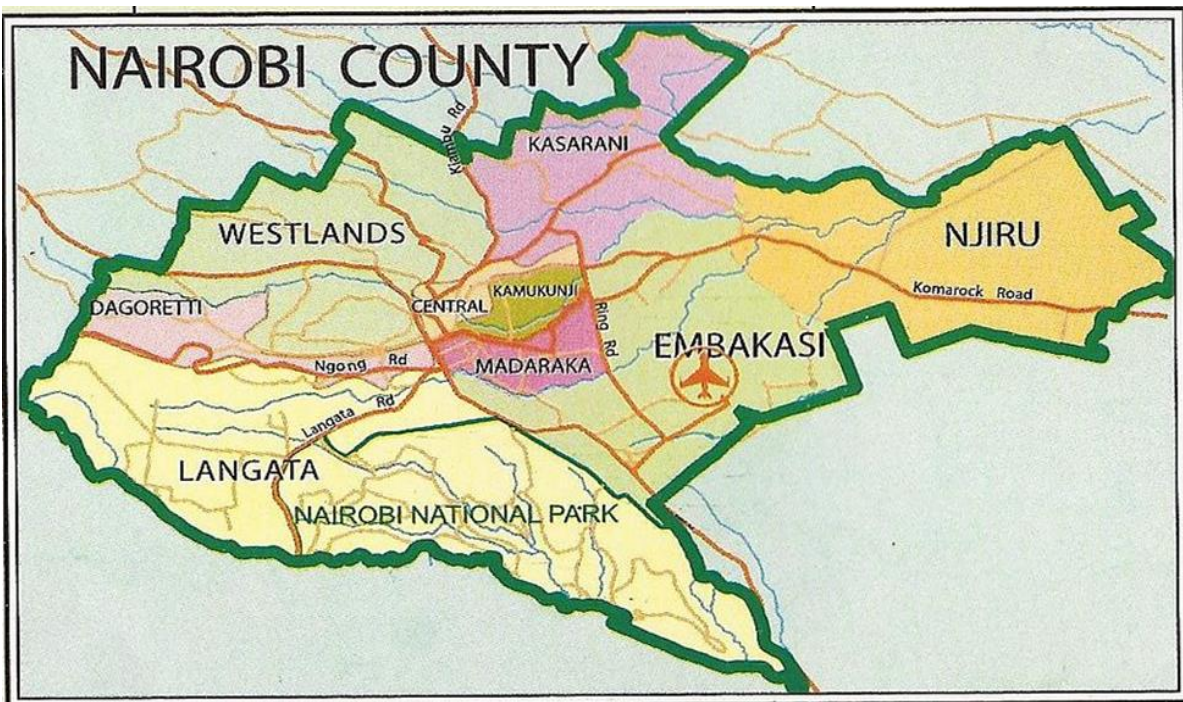 NAIROBI COUNTY
Kiambu Rd
KASARANI
WESTLANDS
NJIRU
KAMUKUNJI
Komarock Road
DAGORETTI
CENTRAL
Ring Rd
EMBAKASI
Ngong Rd
MADARAKA
Langata Rd
LANGATA
NAIROBI NATIONAL PARK